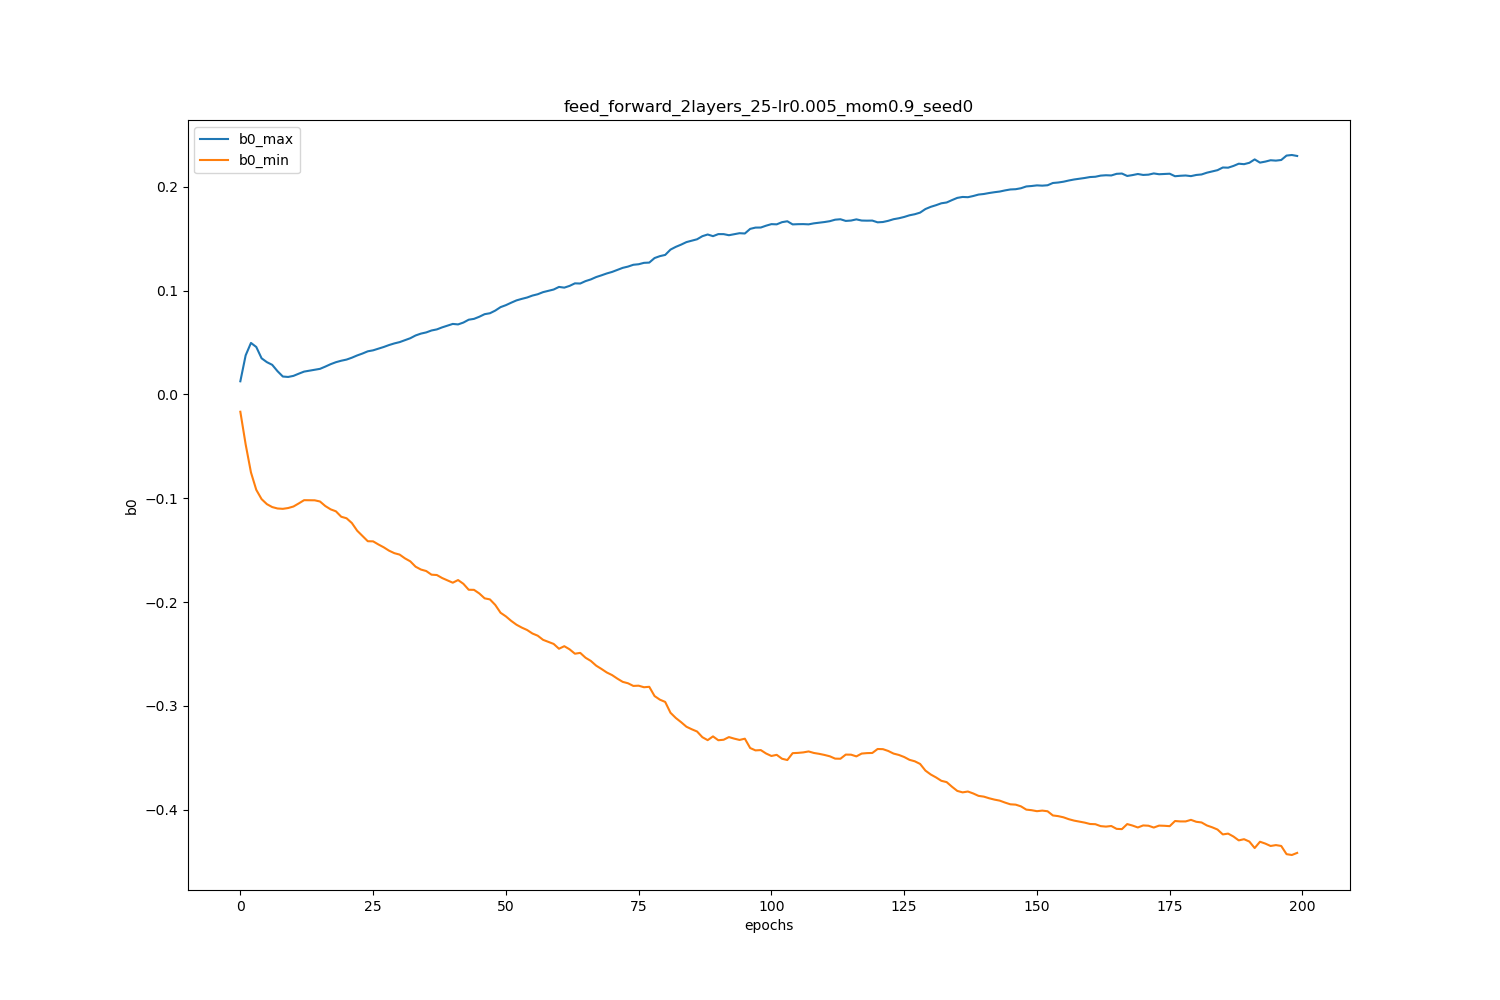 feed_forward_2layers_25-lr0.005_mom0.9_seed0
b0_max
b0_min
0.2
0.1
0.0
−0.1
−0.2
−0.3
−0.4
b0
0 25 50 75 100 125 150 175 200
epochs